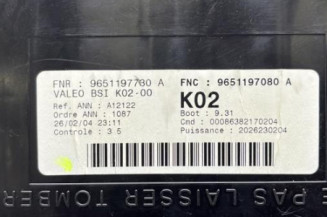 FNR : 9651197780 A FNC : 9651197080 A
VALEO BSI K02-00 K02
Ref. ANN : A12122
Ordre ANN : 1087 Boot : 9.31
26/02/04 23:11 Cmd : 00086382170204
Controle : 3.5 Puissance : 2026230204
PAS LAISSER TOMBER